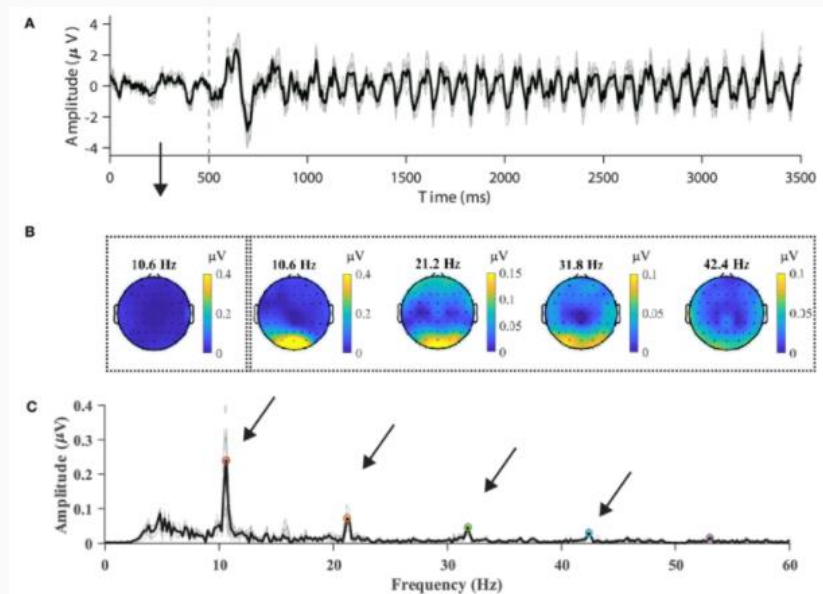 A
Amplitude (μ V)
4
2
0
-2
-4
0 500 1000 1500 2000 2500 3000 3500
Time (ms)
B
10.6 Hz μV 0.4 0.2 0
10.6 Hz μV 0.4 0.2 0
21.2 Hz μV 0.15 0.1 0.05 0
31.8 Hz μV 0.1 0.05 0
42.4 Hz μV 0.1 0.05 0
C
Amplitude (μV)
0.4
0.3
0.2
0.1
0
0 10 20 30 40 50 60
Frequency (Hz)